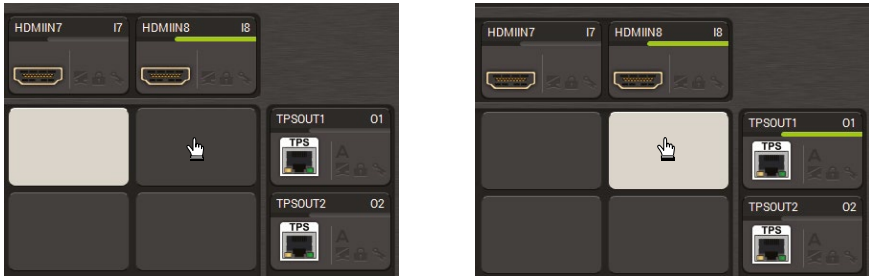 HDMIIN7 I7 HDMIIN8 I8
TPSOUT1 O1
TPS
A
TPSOUT2 O2
TPS
A
HDMIIN7 I7 HDMIIN8 I8
TPSOUT1 O1
TPS
A
TPSOUT2 O2
TPS
A